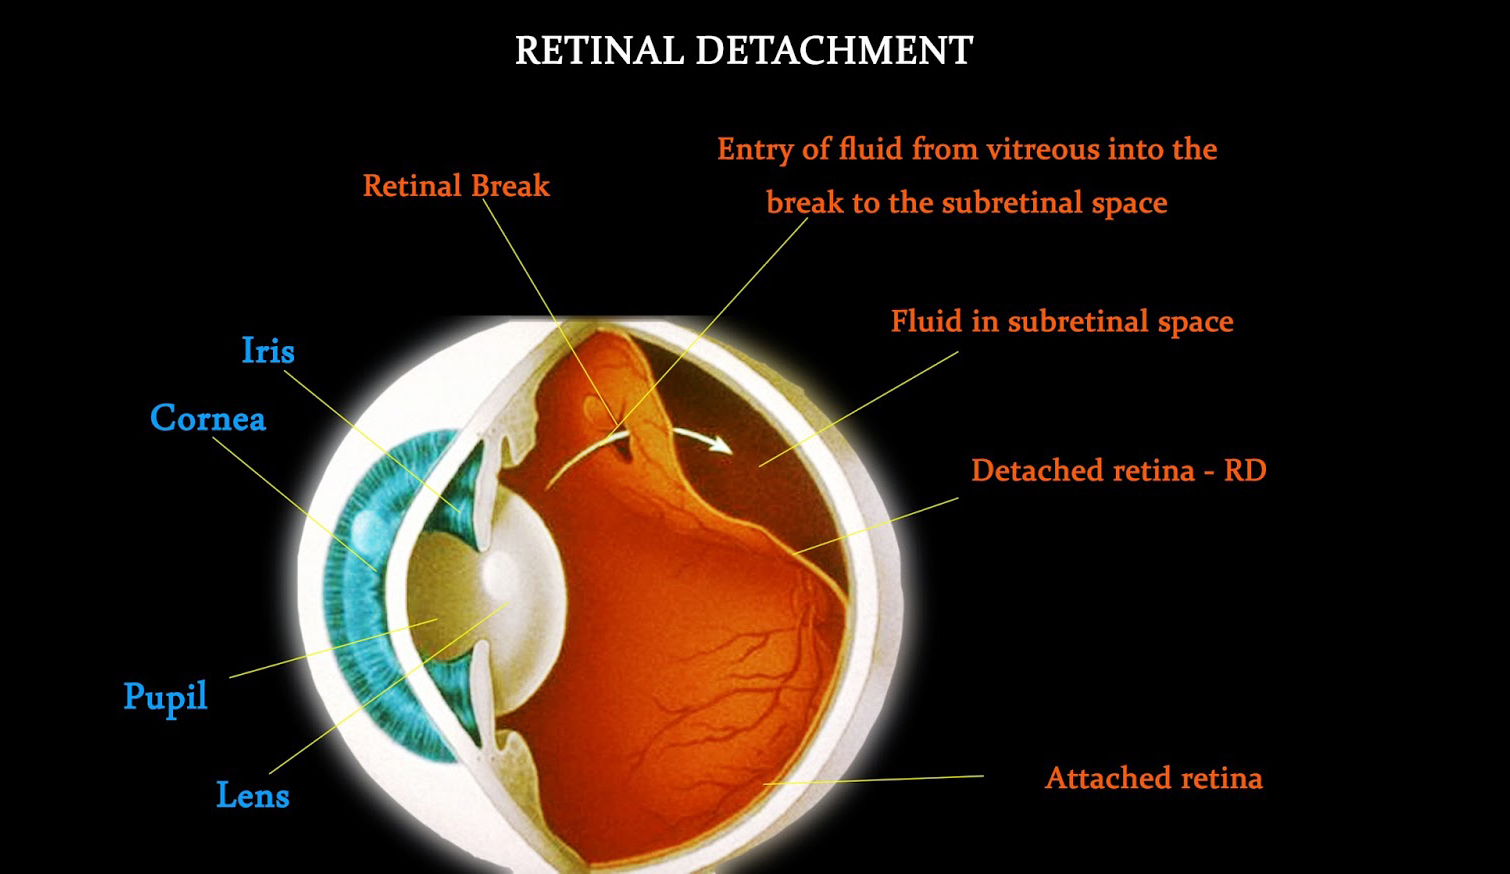 RETINAL DETACHMENT
Entry of fluid from vitreous into the
break to the subretinal space
Retinal Break
Fluid in subretinal space
Iris
Cornea
Detached retina - RD
Pupil
Attached retina
Lens